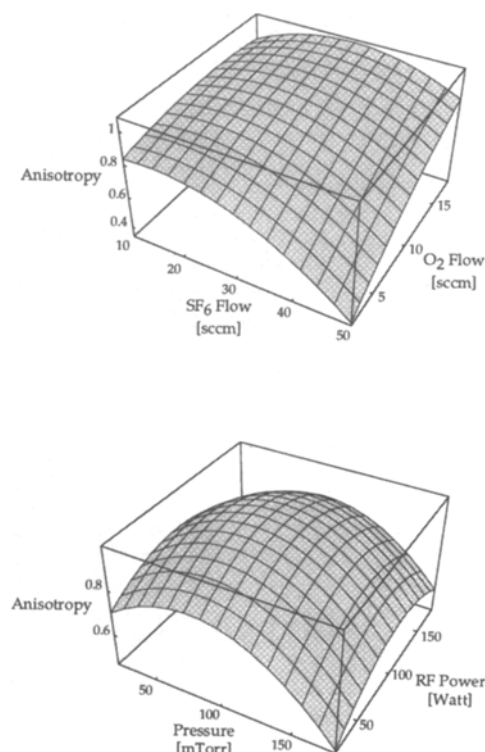 1
0.8
Anisotropy
0.6
0.4
10
20
30
40
50
SF6 Flow
[sccm]
5
10
15
O2 Flow
[sccm]
0.8
Anisotropy
0.6
50
100
150
Pressure
[mTorr]
50
100
150
RF Power
[Watt]